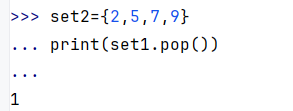 >>> set2={2,5,7,9}
... print(set1.pop())
...
1